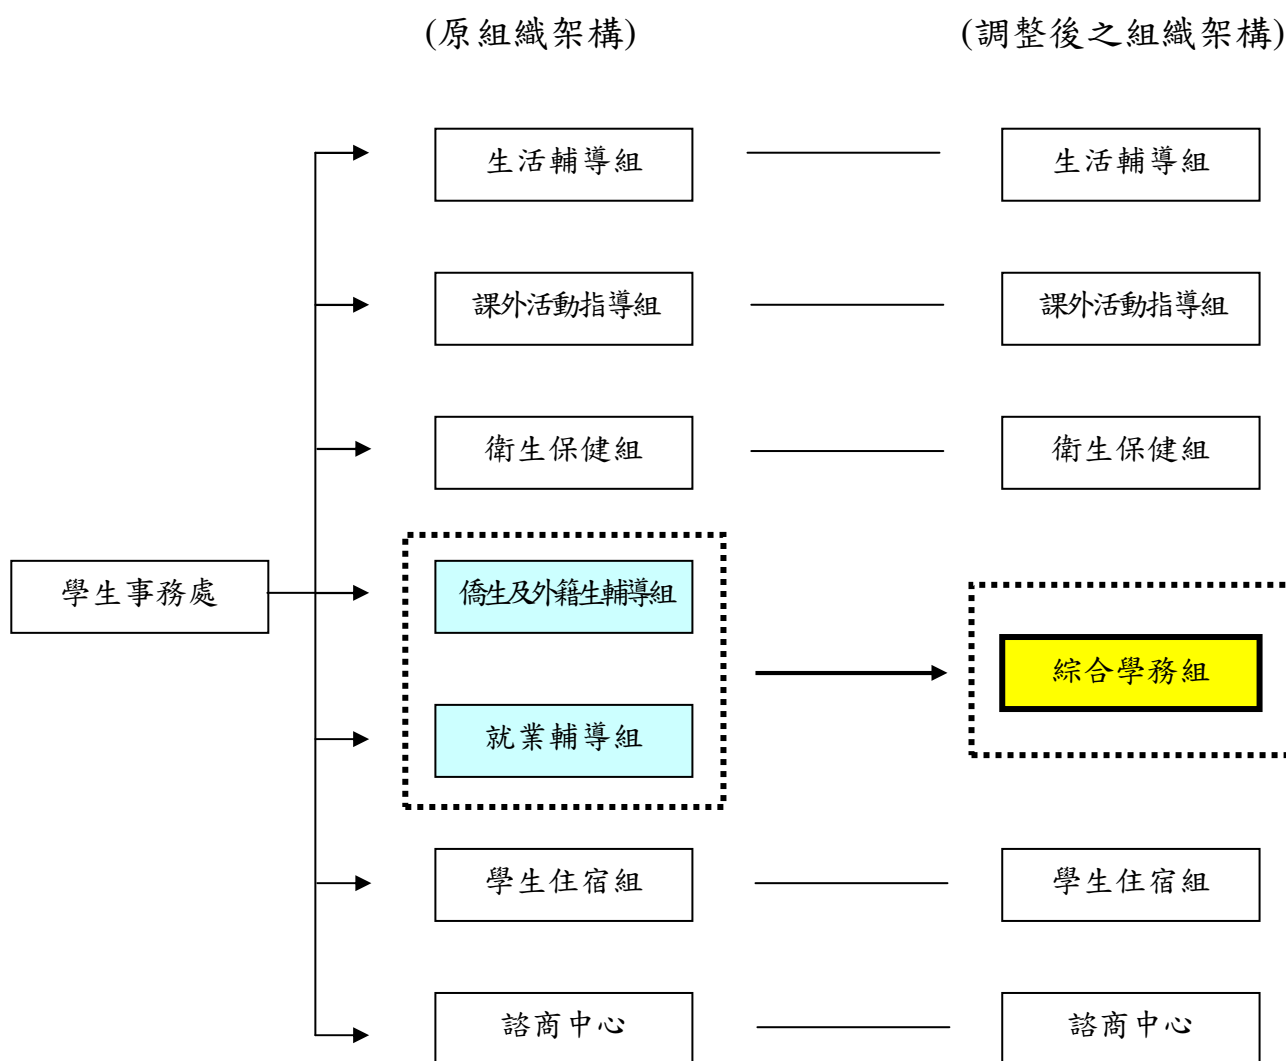 (原組織架構) (調整後之組織架構)
生活輔導組 生活輔導組
課外活動指導組 課外活動指導組
衛生保健組 衛生保健組
學生事務處 僑生及外籍生輔導組
綜合學務組
就業輔導組
學生住宿組 學生住宿組
諮商中心 諮商中心